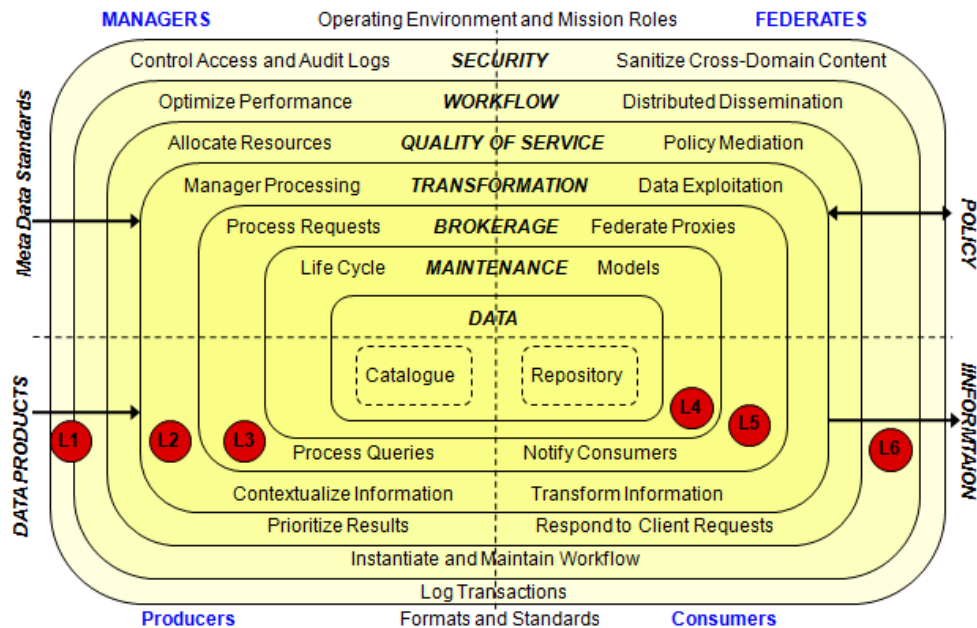 MANAGERS Operating Environment and Mission Roles FEDERATES
Control Access and Audit Logs SECURITY Sanitize Cross-Domain Content
Optimize Performance WORKFLOW Distributed Dissemination
Allocate Resources QUALITY OF SERVICE Policy Mediation
Manager Processing TRANSFORMATION Data Exploitation
Process Requests BROKERAGE Federate Proxies
Life Cycle MAINTENANCE Models
DATA
Meta Data Standards
POLICY
Catalogue Repository
DATA PRODUCTS
IINFORMTAION
L1 L2 L3 L4 L5 L6
Process Queries Notify Consumers
Contextualize Information Transform Information
Prioritize Results Respond to Client Requests
Instantiate and Maintain Workflow
Log Transactions
Producers Formats and Standards Consumers